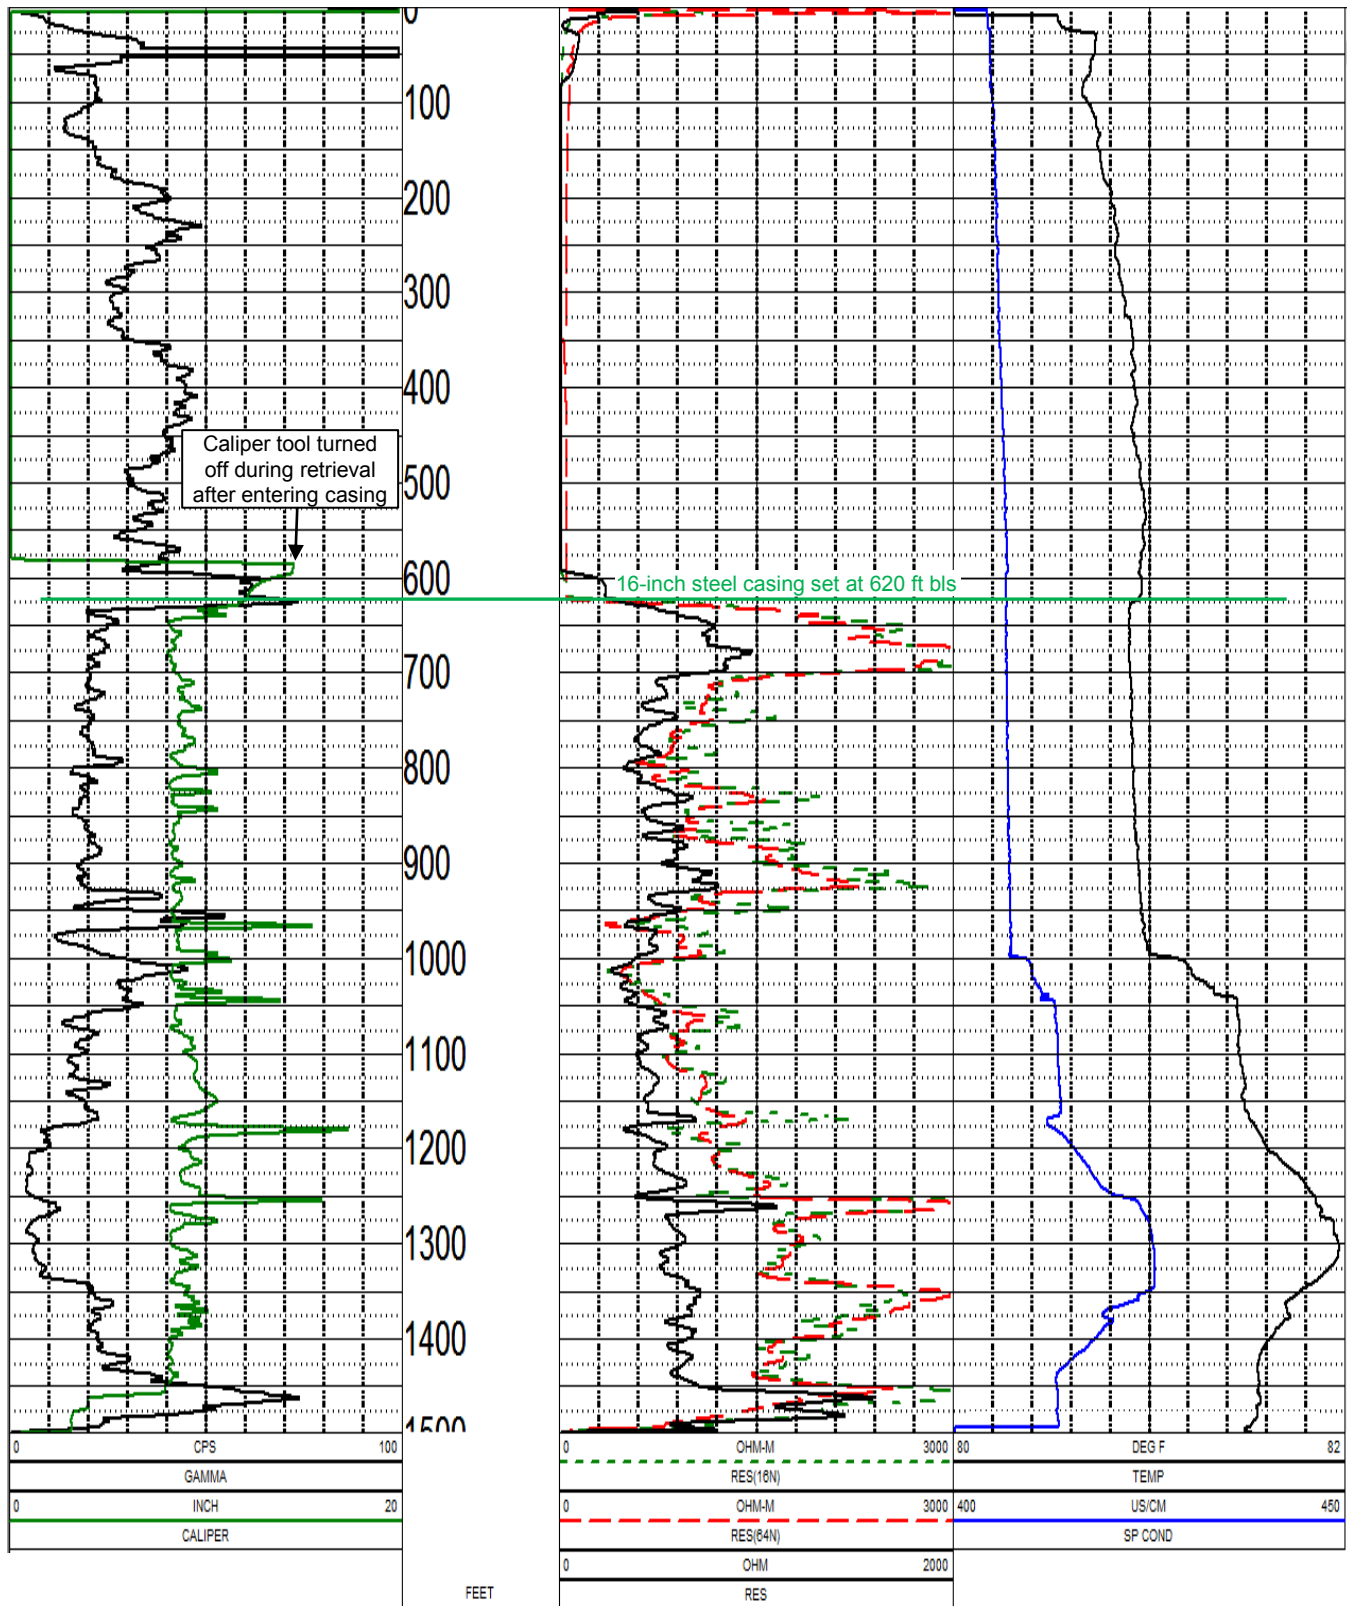 0
100
200
300
400
Caliper tool turned
off during retrieval
after entering casing
500
600
16-inch steel casing set at 620 ft bls
700
800
900
1000
1100
1200
1300
1400
1500
0 CPS 100
GAMMA
0 INCH 20
CALIPER
FEET
0 OHM-M 3000
RES(16N)
0 OHM-M 3000
RES(64N)
0 OHM 2000
RES
80 DEG F 82
TEMP
400 US/CM 450
SP COND